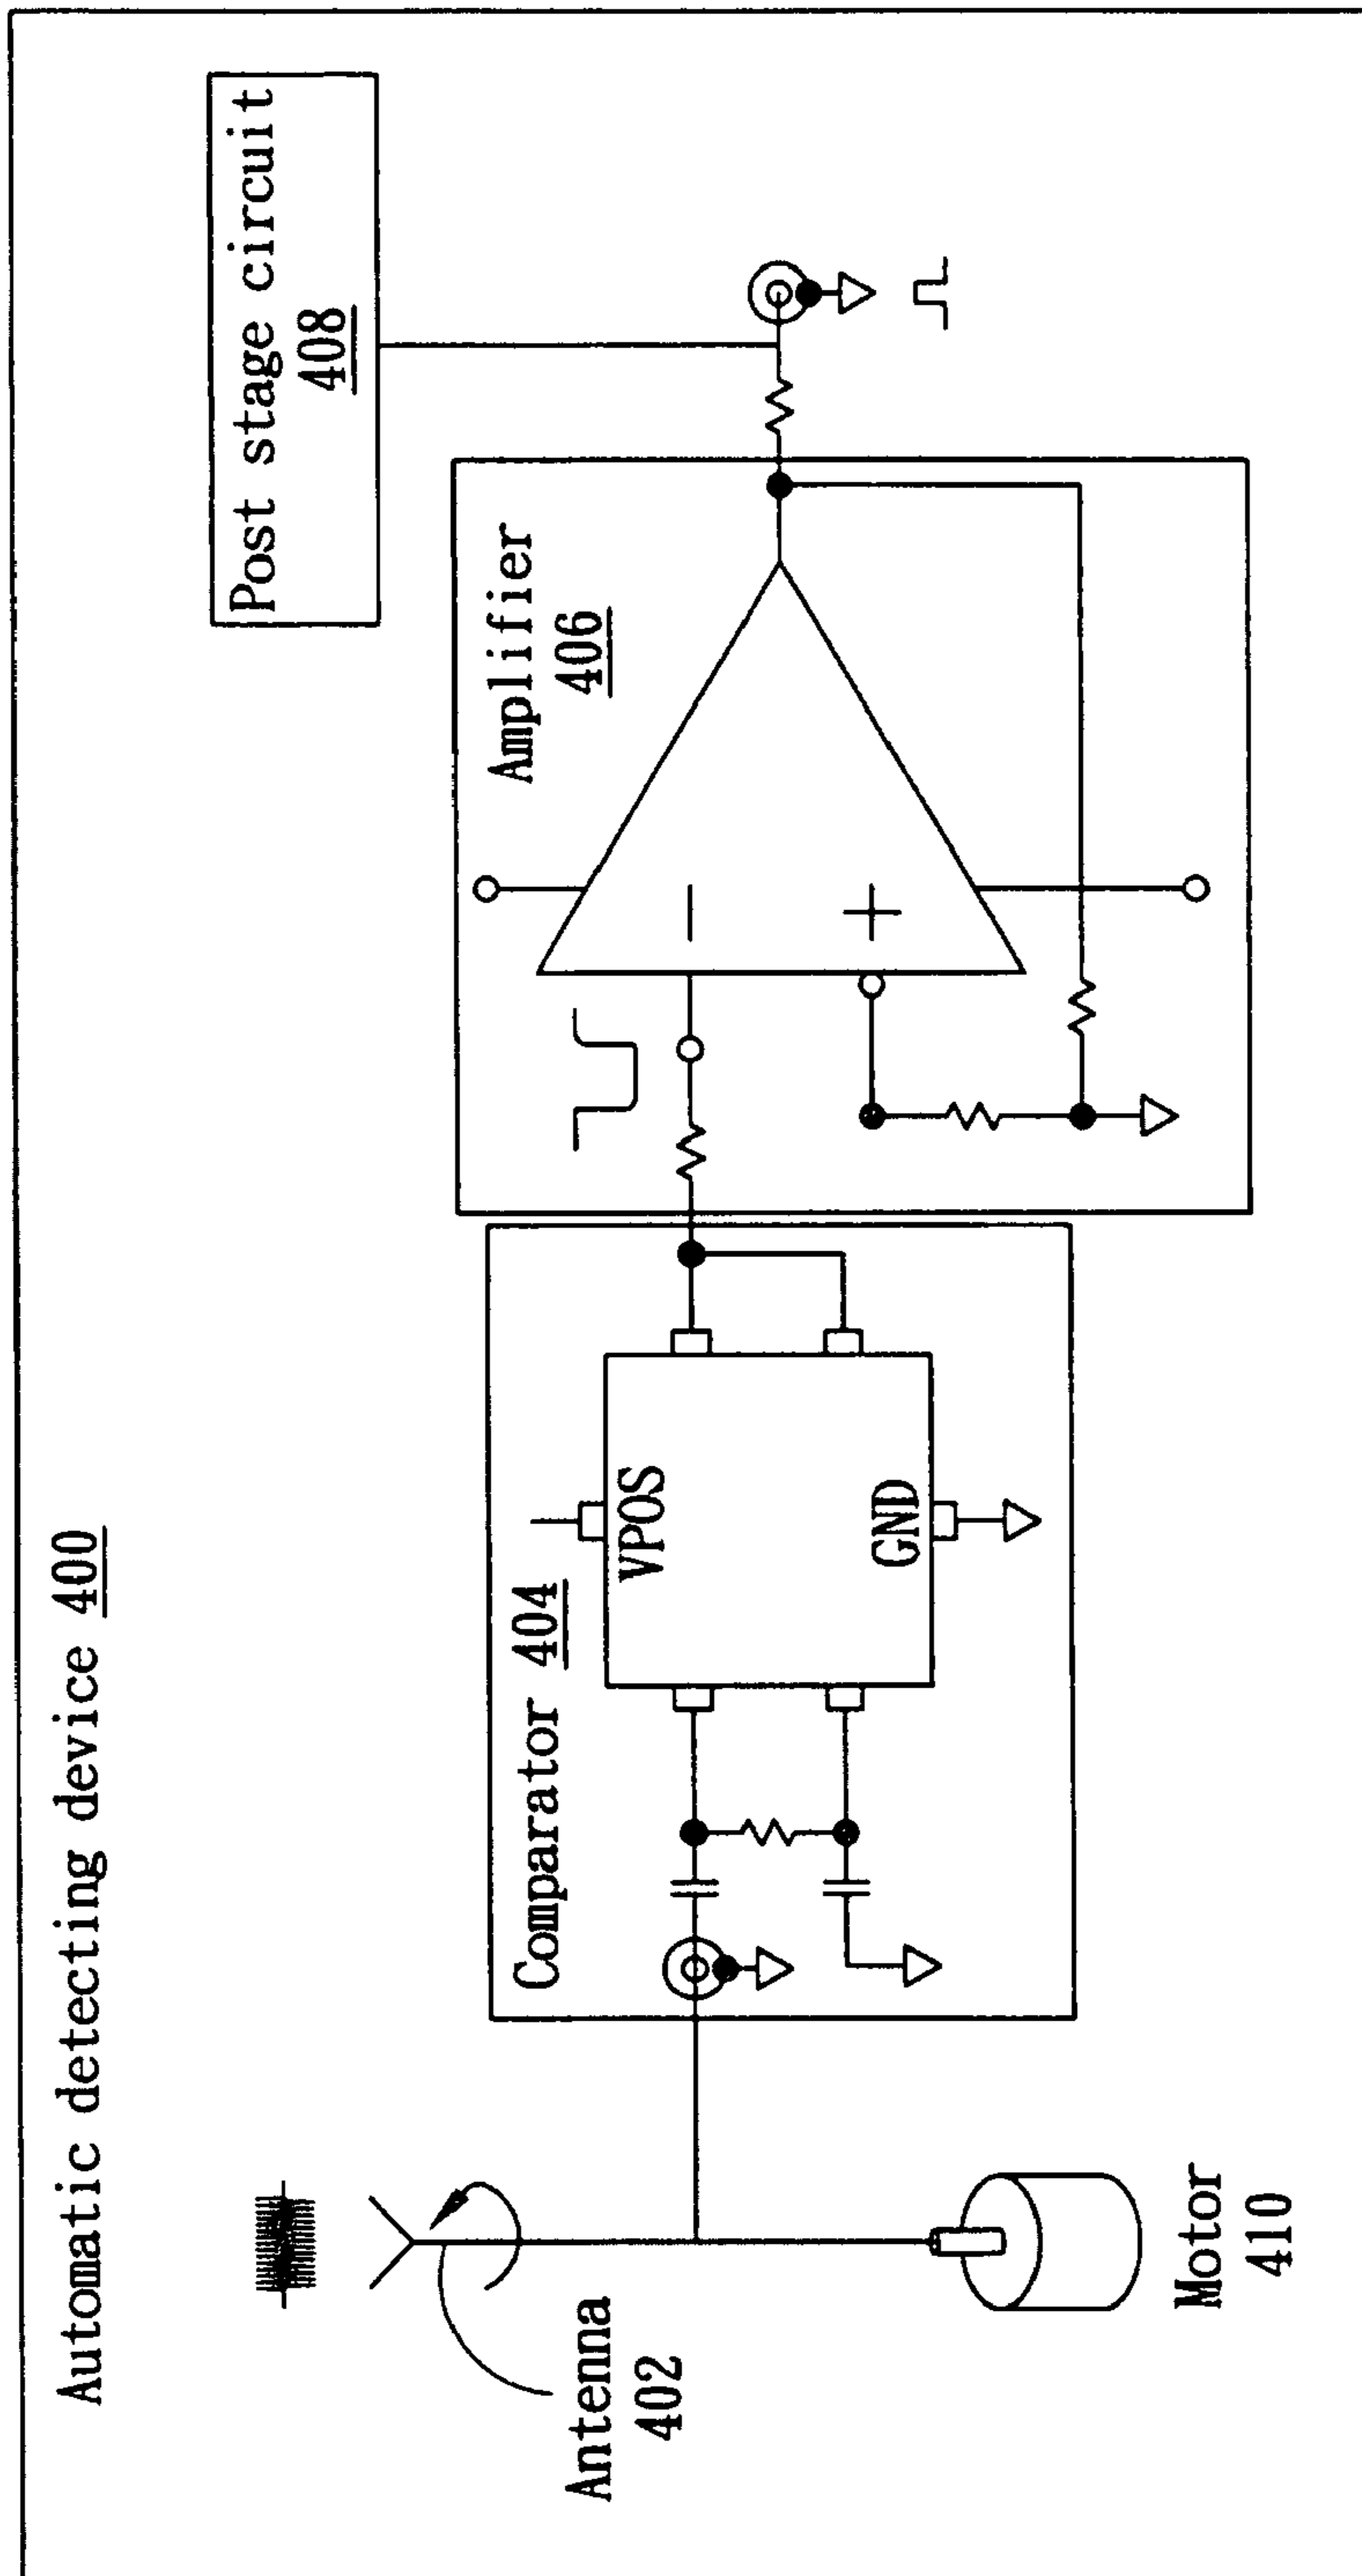 Automatic detecting device 400
Antenna
402
Motor
410
Comparator 404
VPOS
GND
Amplifier
406
−
+
Post stage circuit
408